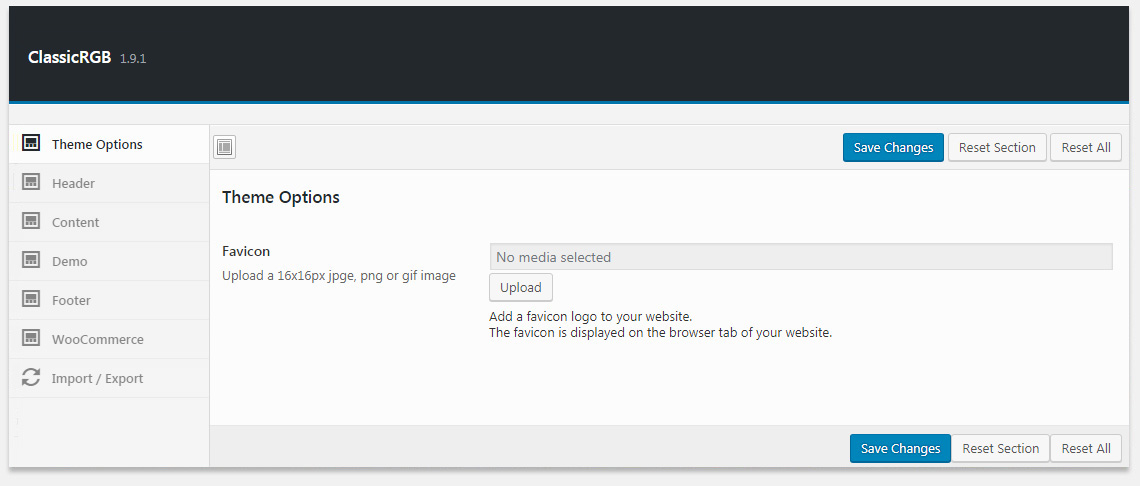 ClassicRGB 1.9.1
Theme Options
Header
Content
Demo
Footer
WooCommerce
Import / Export
Save Changes Reset Section Reset All
Theme Options
Favicon
Upload a 16x16px jpge, png or gif image
No media selected
Upload
Add a favicon logo to your website.
The favicon is displayed on the browser tab of your website.
Save Changes Reset Section Reset All